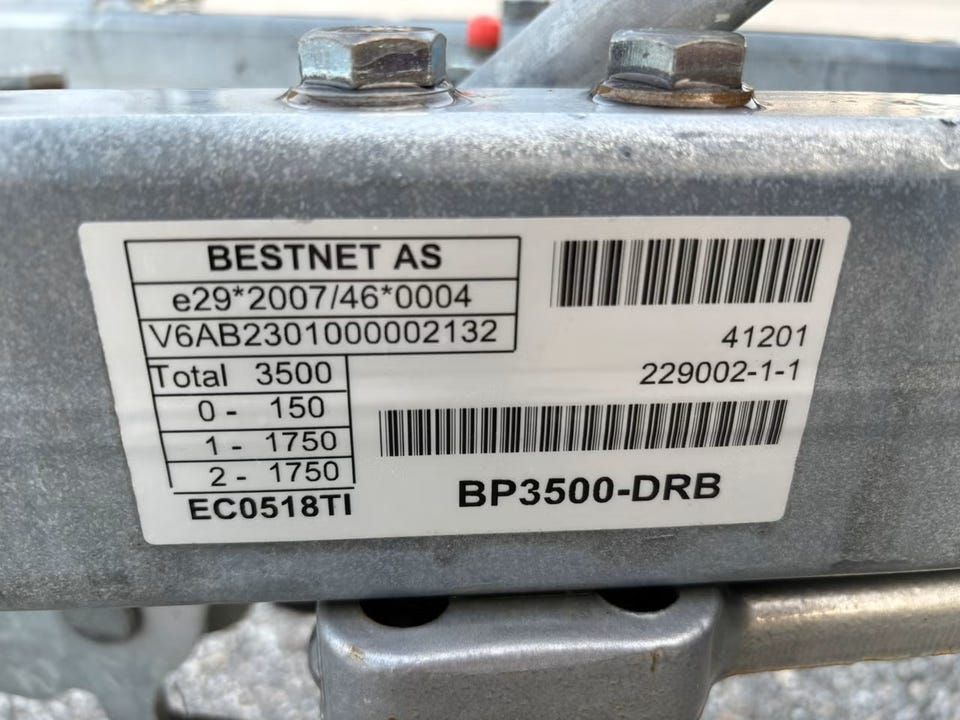 BESTNET AS
e29*2007/46*0004
V6AB2301000002132
Total 3500
0 - 150
1 - 1750
2 - 1750
EC0518TI
41201
229002-1-1
BP3500-DRB